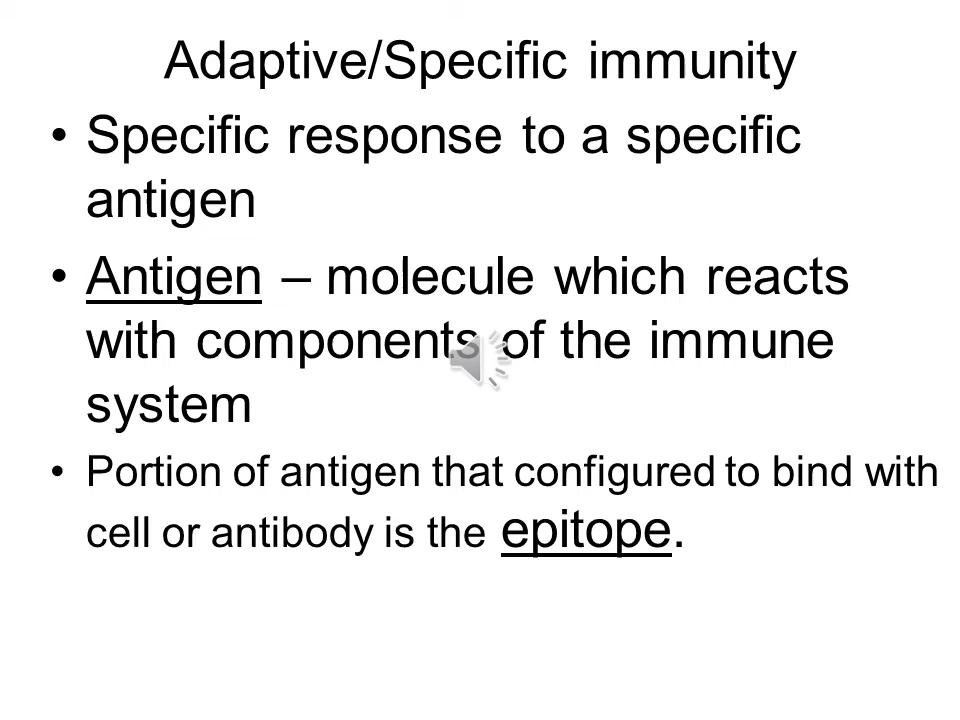 Adaptive/Specific immunity
• Specific response to a specific
antigen
• Antigen – molecule which reacts
with components of the immune
system
• Portion of antigen that configured to bind with
cell or antibody is the epitope.